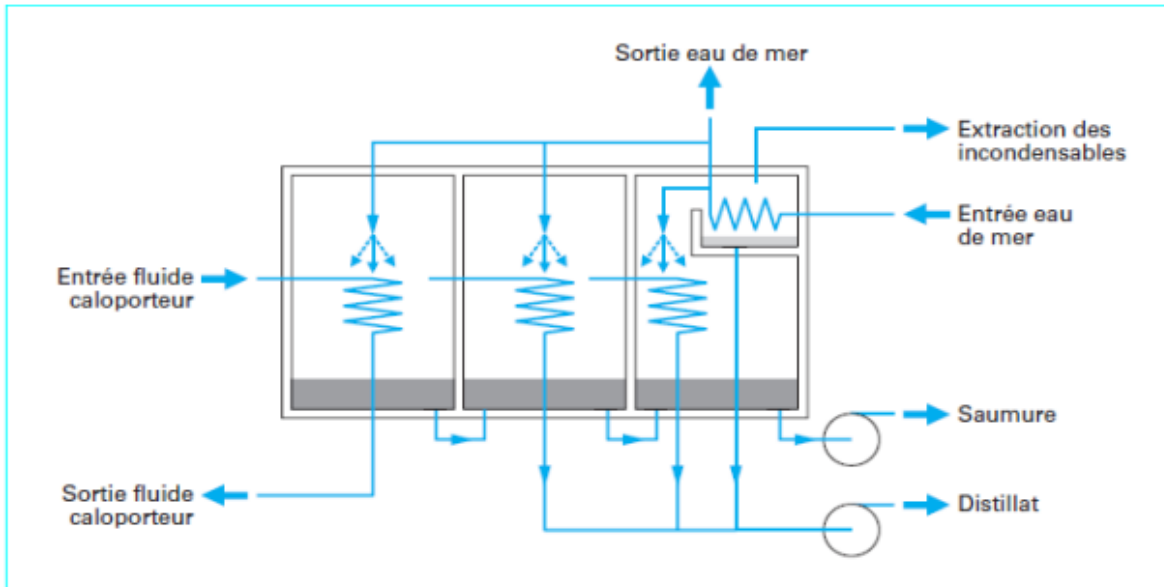 Sortie eau de mer
Extraction des
incondensables
Entrée eau
de mer
Entrée fluide
caloporteur
Saumure
Sortie fluide
caloporteur
Distillat